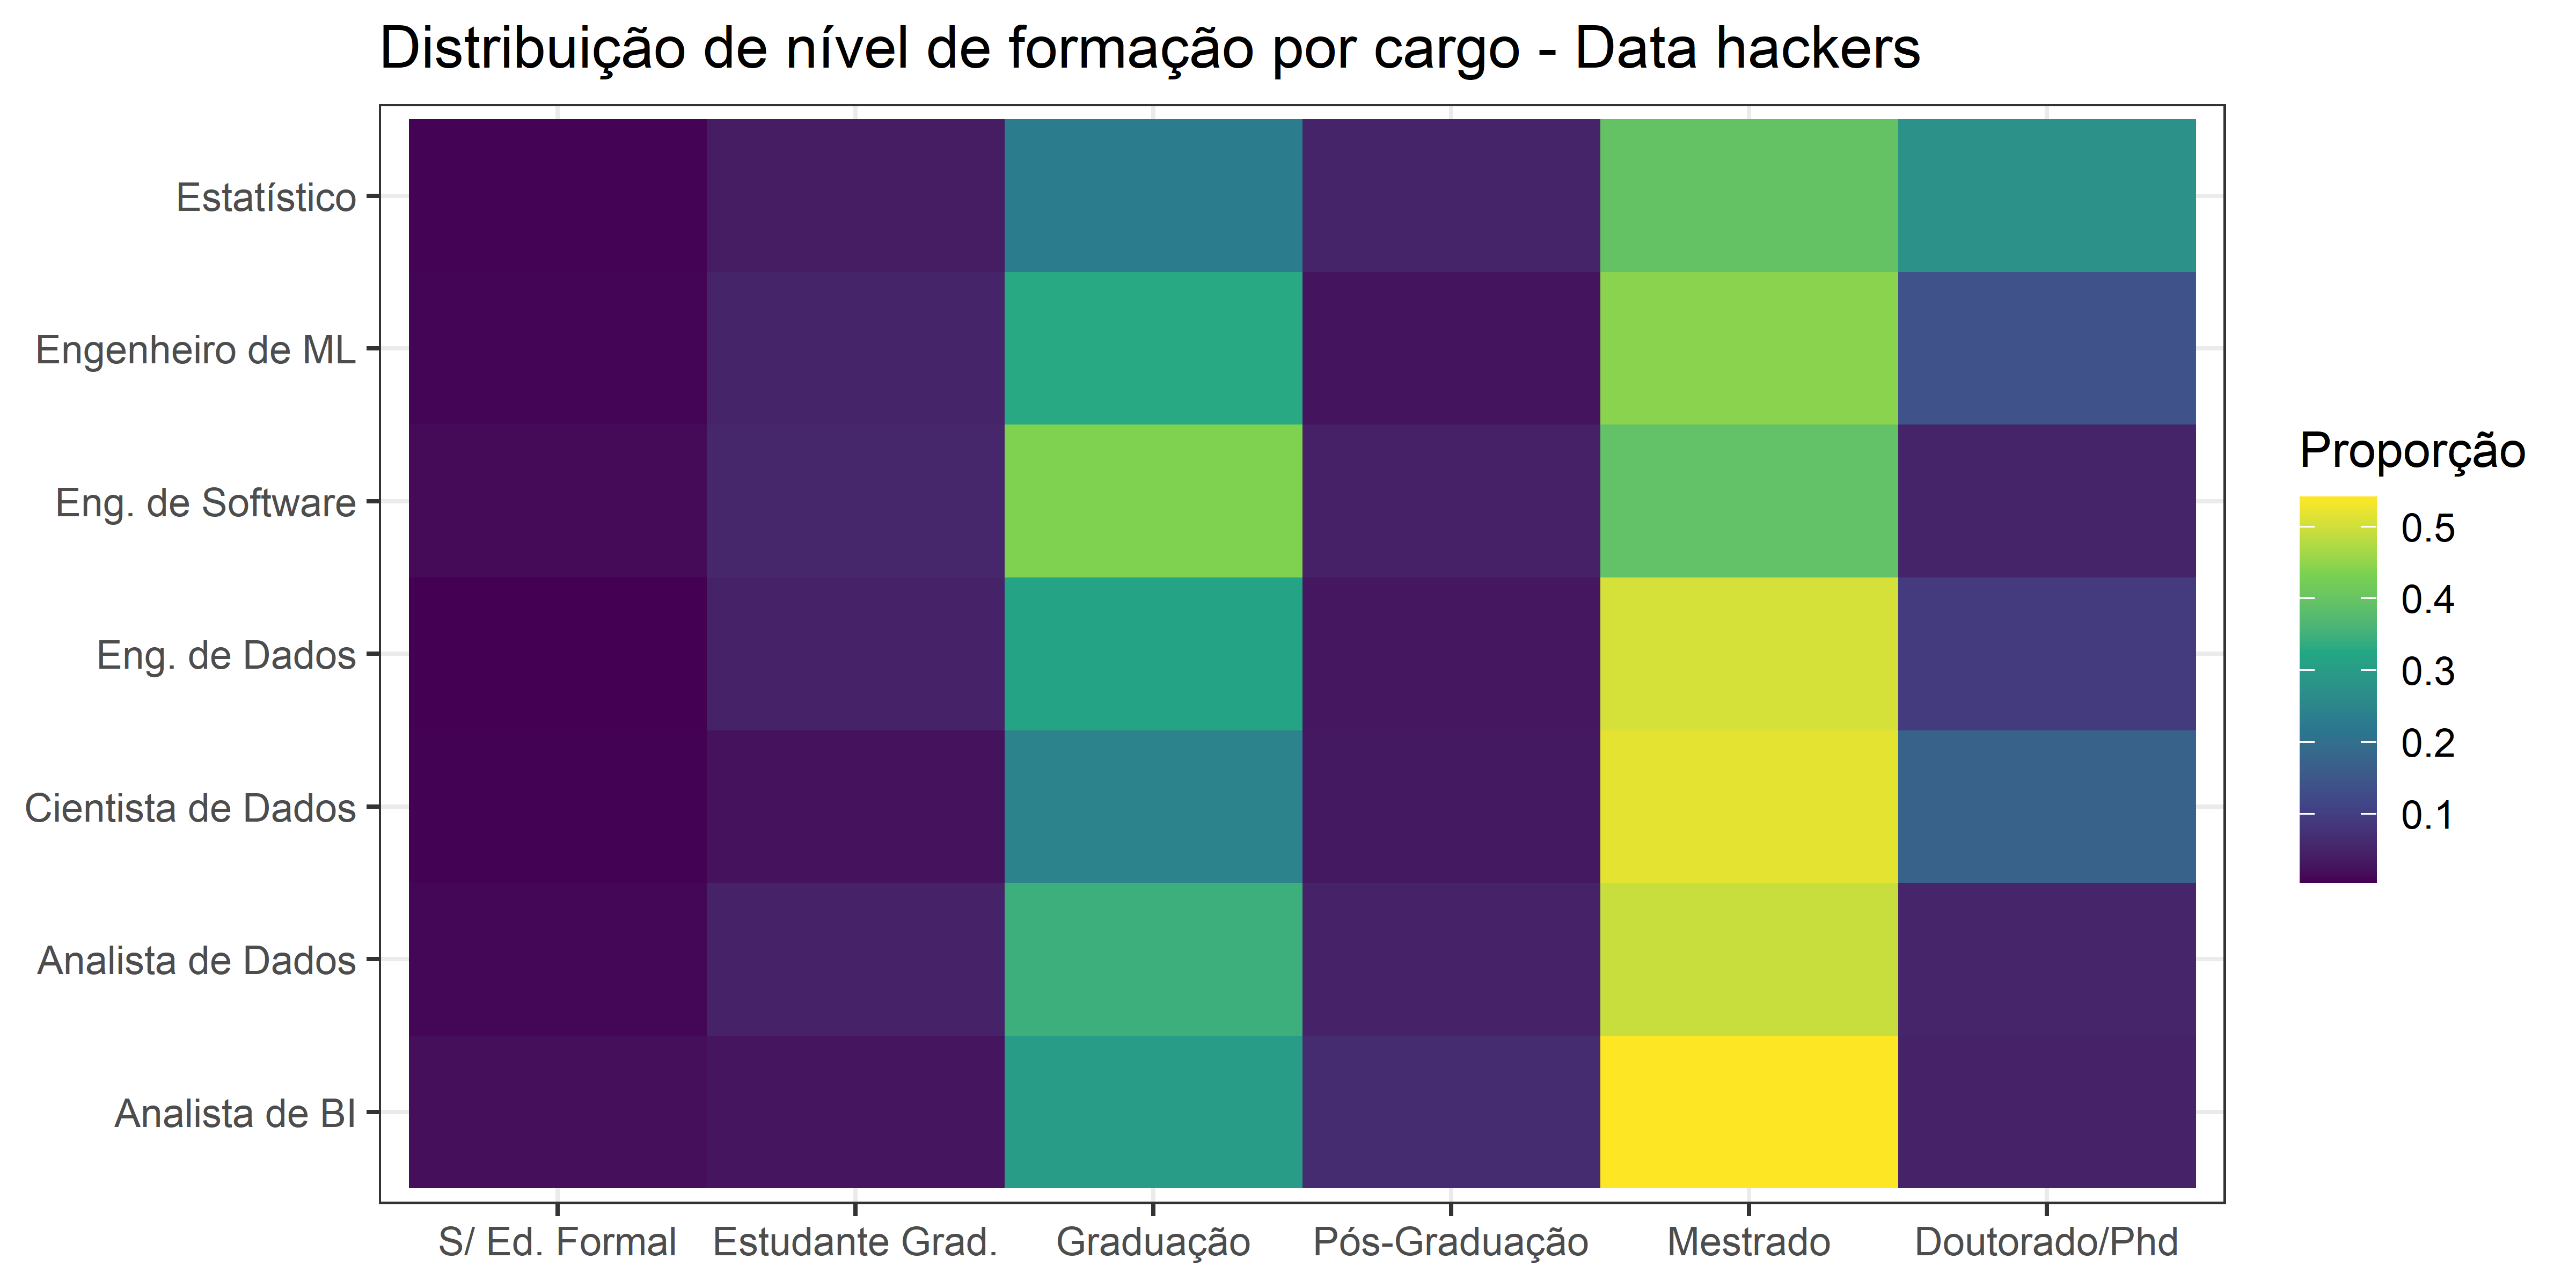 Distribuição de nível de formação por cargo - Data hackers
Estatístico
Engenheiro de ML
Eng. de Software
Eng. de Dados
Cientista de Dados
Analista de Dados
Analista de BI
S/ Ed. Formal
Estudante Grad.
Graduação
Pós-Graduação
Mestrado
Doutorado/Phd
Proporção
0.5
0.4
0.3
0.2
0.1